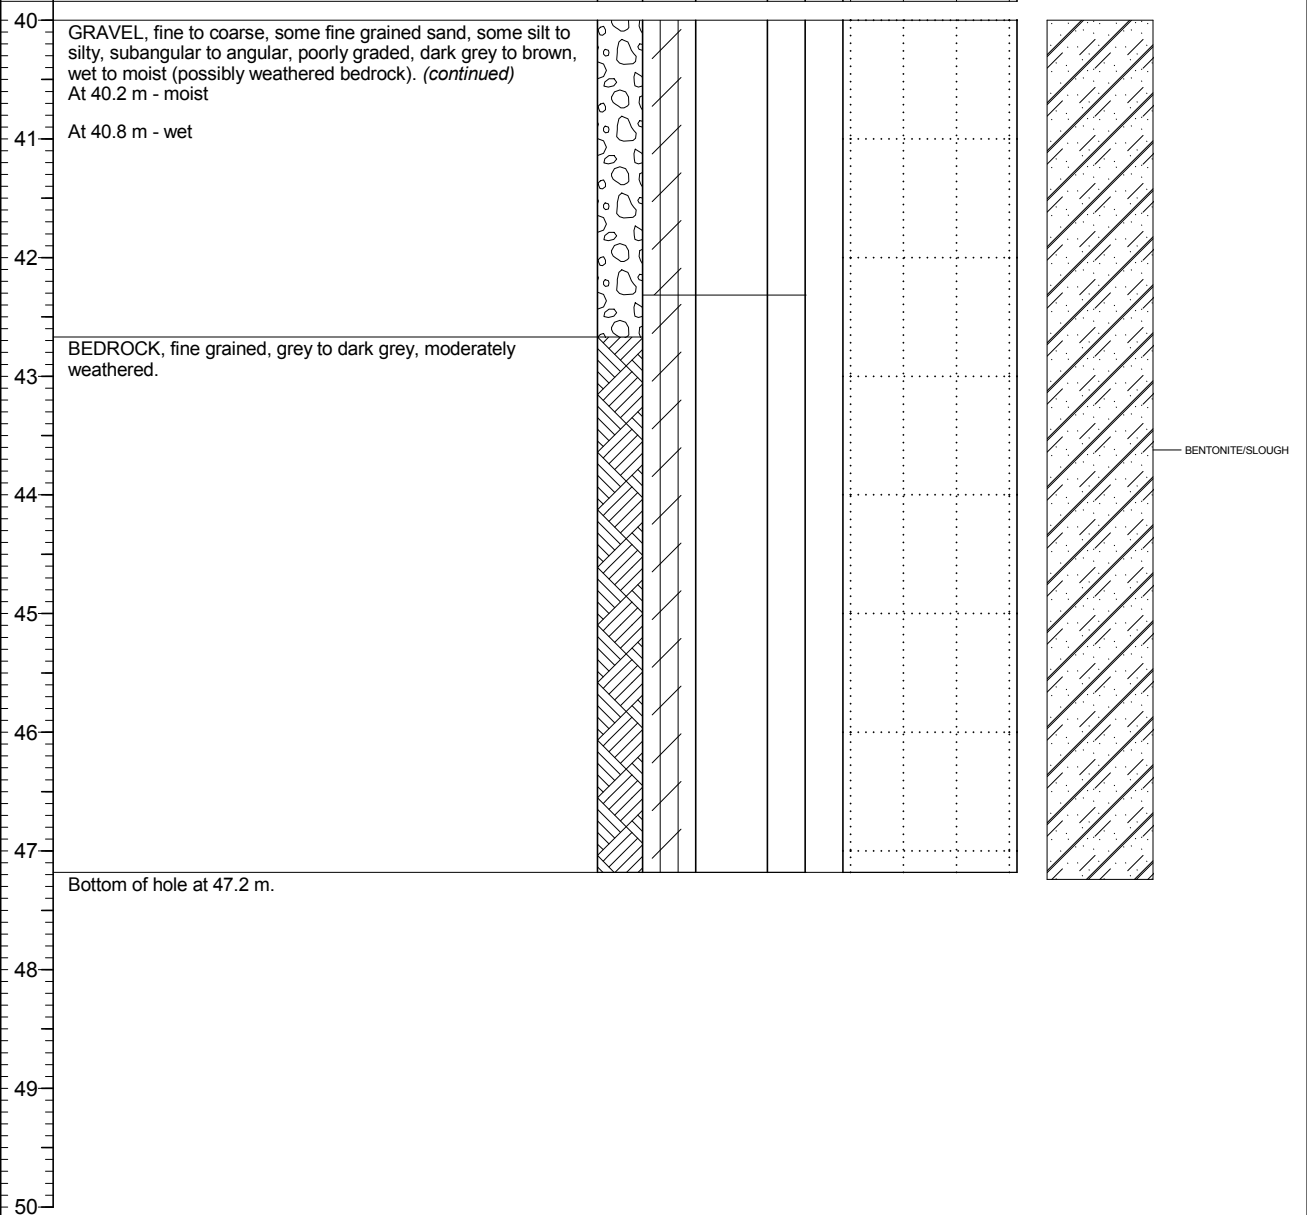 40
GRAVEL, fine to coarse, some fine grained sand, some silt to
silty, subangular to angular, poorly graded, dark grey to brown,
wet to moist (possibly weathered bedrock). (continued)
At 40.2 m - moist
At 40.8 m - wet
41
42
BEDROCK, fine grained, grey to dark grey, moderately
weathered.
43
BENTONITE/SLOUGH
44
45
46
47
Bottom of hole at 47.2 m.
48
49
50